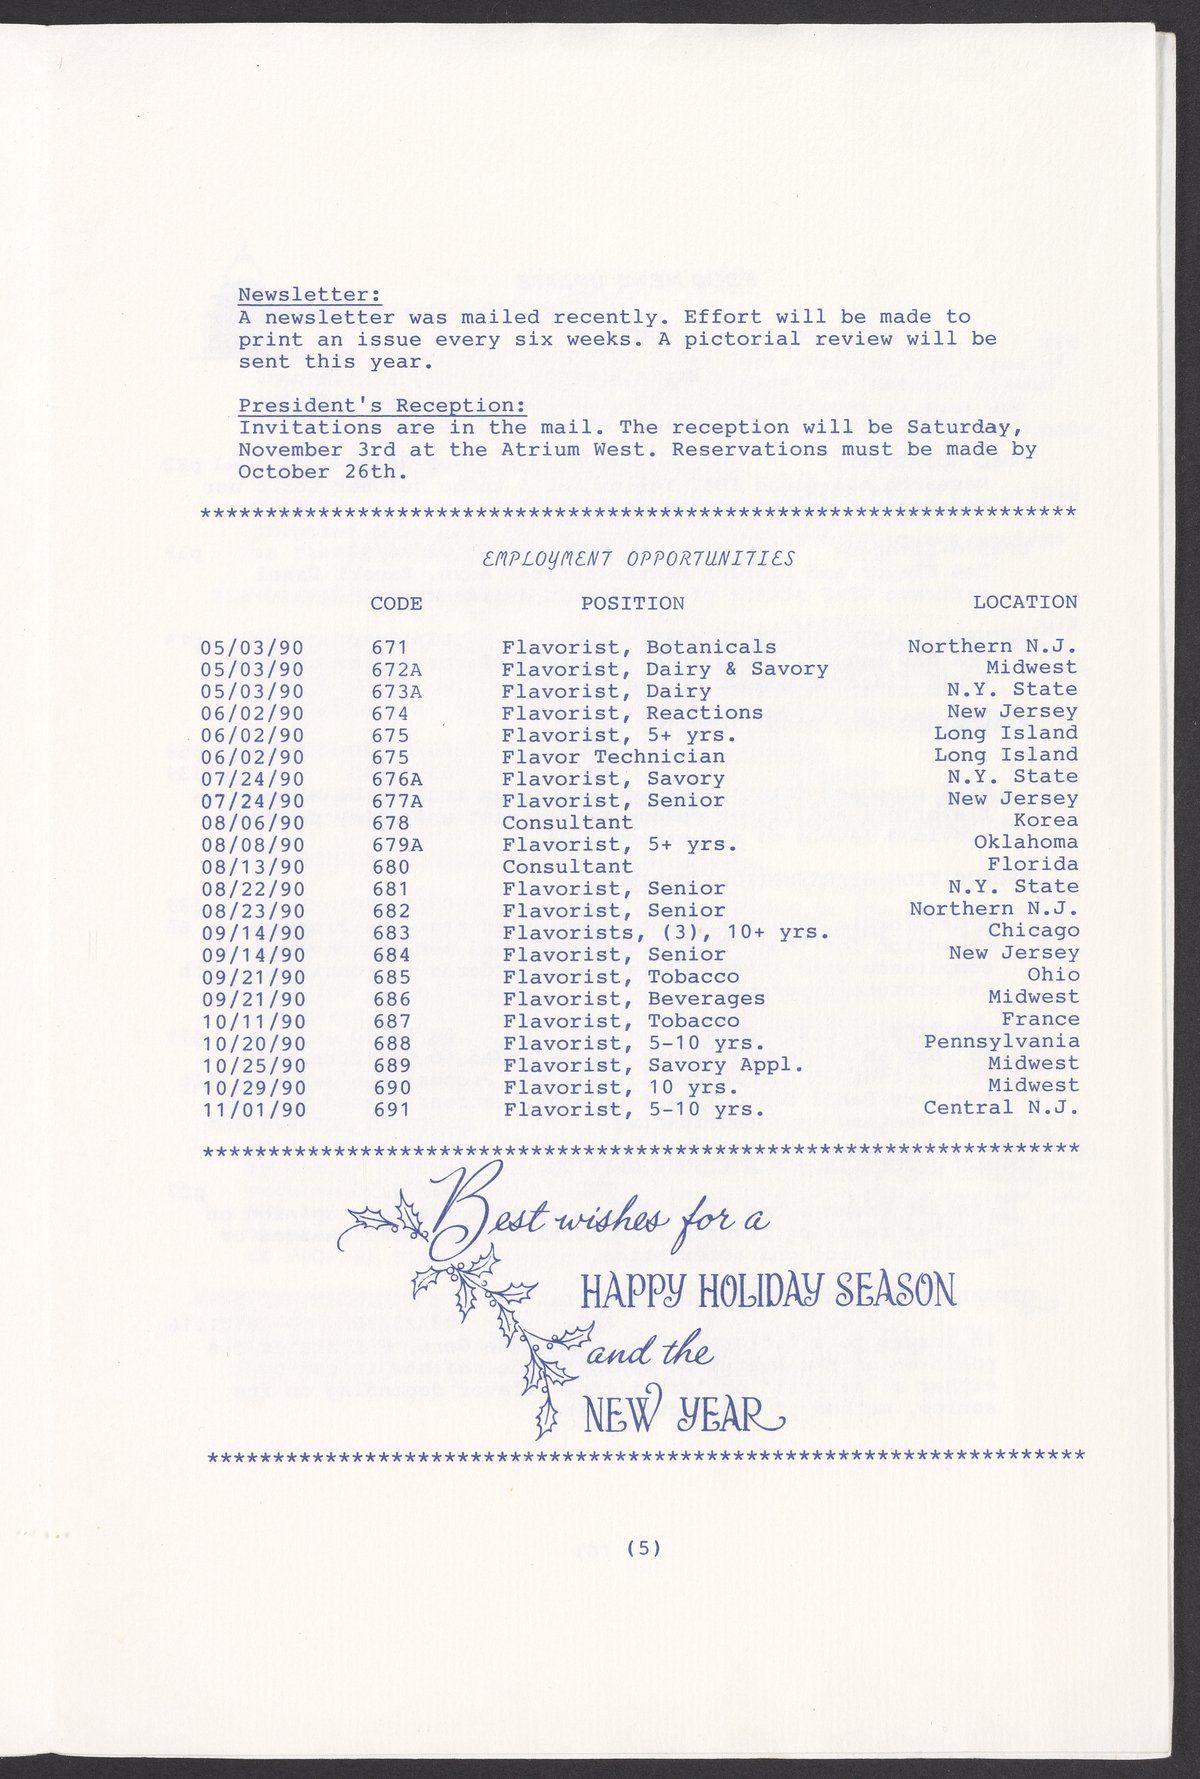 Newsletter:
A newsletter was mailed recently. Effort will be made to
print an issue every six weeks. A pictorial review will be
sent this year.
President's Reception:
Invitations are in the mail. The reception will be Saturday,
November 3rd at the Atrium West. Reservations must be made by
October 26th.
*******************************************************************
EMPLOYMENT OPPORTUNITIES
CODE POSITION LOCATION
05/03/90 671 Flavorist, Botanicals Northern N.J.
05/03/90 672A Flavorist, Dairy & Savory Midwest
05/03/90 673A Flavorist, Dairy N.Y. State
06/02/90 674 Flavorist, Reactions New Jersey
06/02/90 675 Flavorist, 5+ yrs. Long Island
06/02/90 675 Flavor Technician Long Island
07/24/90 676A Flavorist, Savory N.Y. State
07/24/90 677A Flavorist, Senior New Jersey
08/06/90 678 Consultant Korea
08/08/90 679A Flavorist, 5+ yrs. Oklahoma
08/13/90 680 Consultant Florida
08/22/90 681 Flavorist, Senior N.Y. State
08/23/90 682 Flavorist, Senior Northern N.J.
09/14/90 683 Flavorists, (3), 10+ yrs. Chicago
09/14/90 684 Flavorist, Senior New Jersey
09/21/90 685 Flavorist, Tobacco Ohio
09/21/90 686 Flavorist, Beverages Midwest
10/11/90 687 Flavorist, Tobacco France
10/20/90 688 Flavorist, 5-10 yrs. Pennsylvania
10/25/90 689 Flavorist, Savory Appl. Midwest
10/29/90 690 Flavorist, 10 yrs. Midwest
11/01/90 691 Flavorist, 5-10 yrs. Central N.J.
*******************************************************************
Best wishes for a
HAPPY HOLIDAY SEASON
and the
NEW YEAR
*******************************************************************
(5)